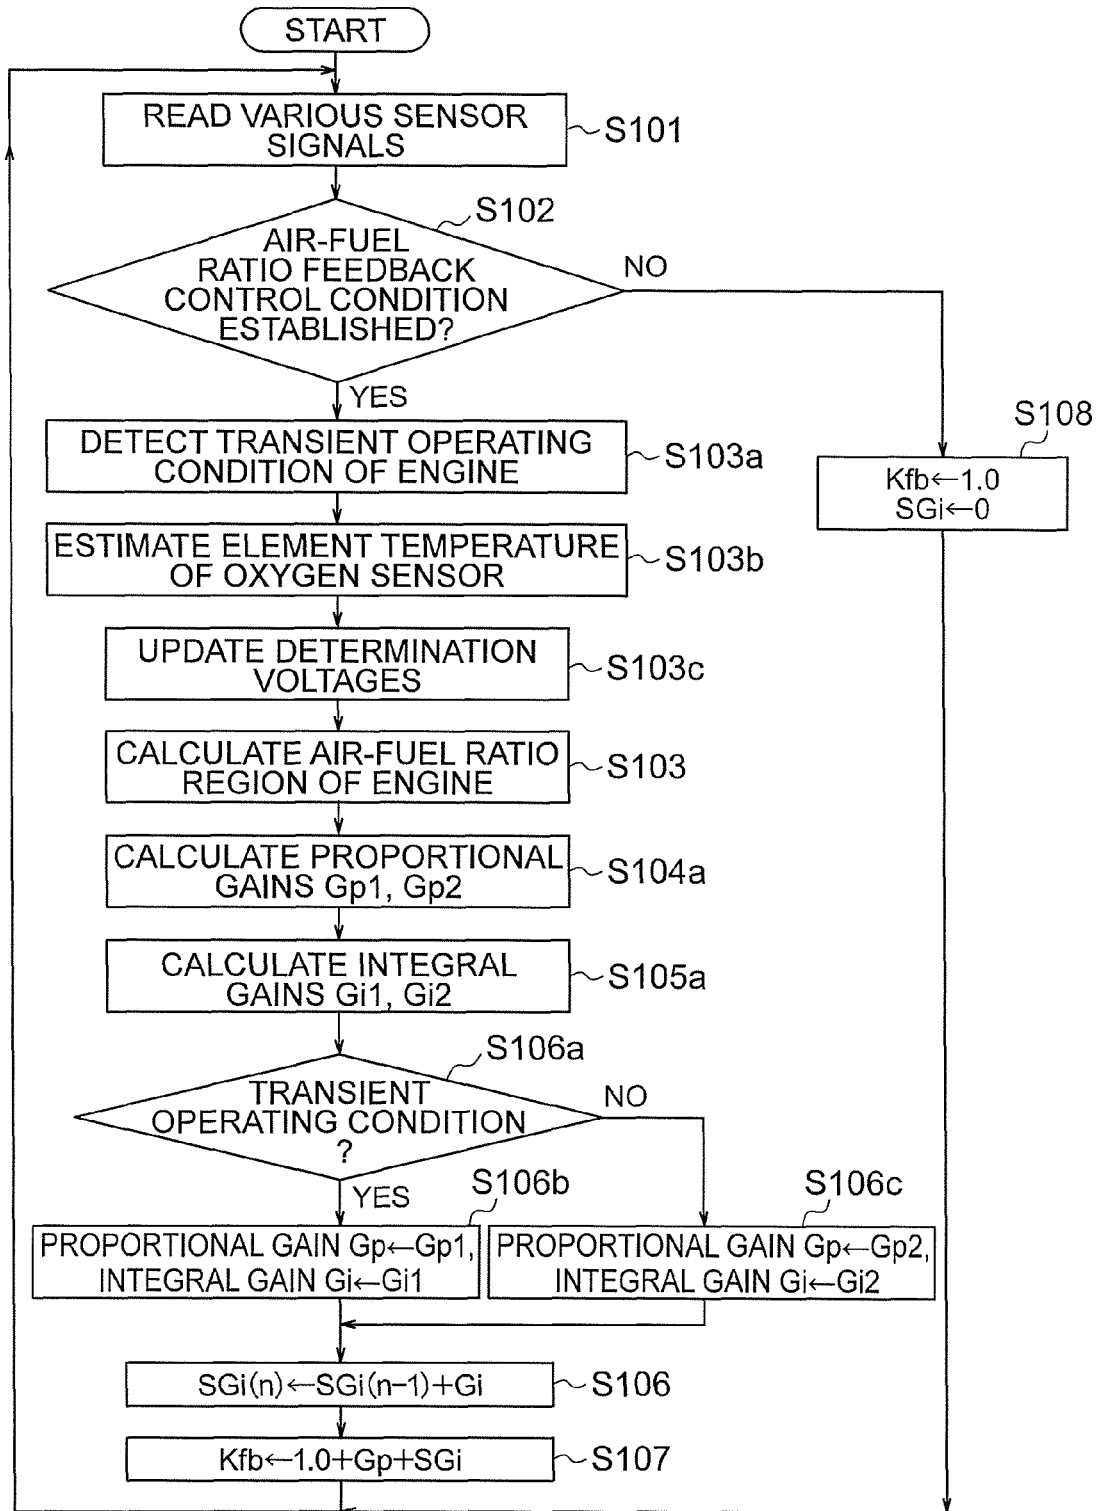 START
READ VARIOUS SENSOR
SIGNALS
S101
S102
AIR-FUEL
RATIO FEEDBACK
CONTROL CONDITION
ESTABLISHED?
NO
YES
DETECT TRANSIENT OPERATING
CONDITION OF ENGINE
S103a
S108
Kfb←1.0
SGi←0
ESTIMATE ELEMENT TEMPERATURE
OF OXYGEN SENSOR
S103b
UPDATE DETERMINATION
VOLTAGES
S103c
CALCULATE AIR-FUEL RATIO
REGION OF ENGINE
S103
CALCULATE PROPORTIONAL
GAINS Gp1, Gp2
S104a
CALCULATE INTEGRAL
GAINS Gi1, Gi2
S105a
S106a
TRANSIENT
OPERATING CONDITION
?
NO
YES
S106b
PROPORTIONAL GAIN Gp←Gp1,
INTEGRAL GAIN Gi←Gi1
S106c
PROPORTIONAL GAIN Gp←Gp2,
INTEGRAL GAIN Gi←Gi2
SGi(n)←SGi(n-1)+Gi
S106
Kfb←1.0+Gp+SGi
S107